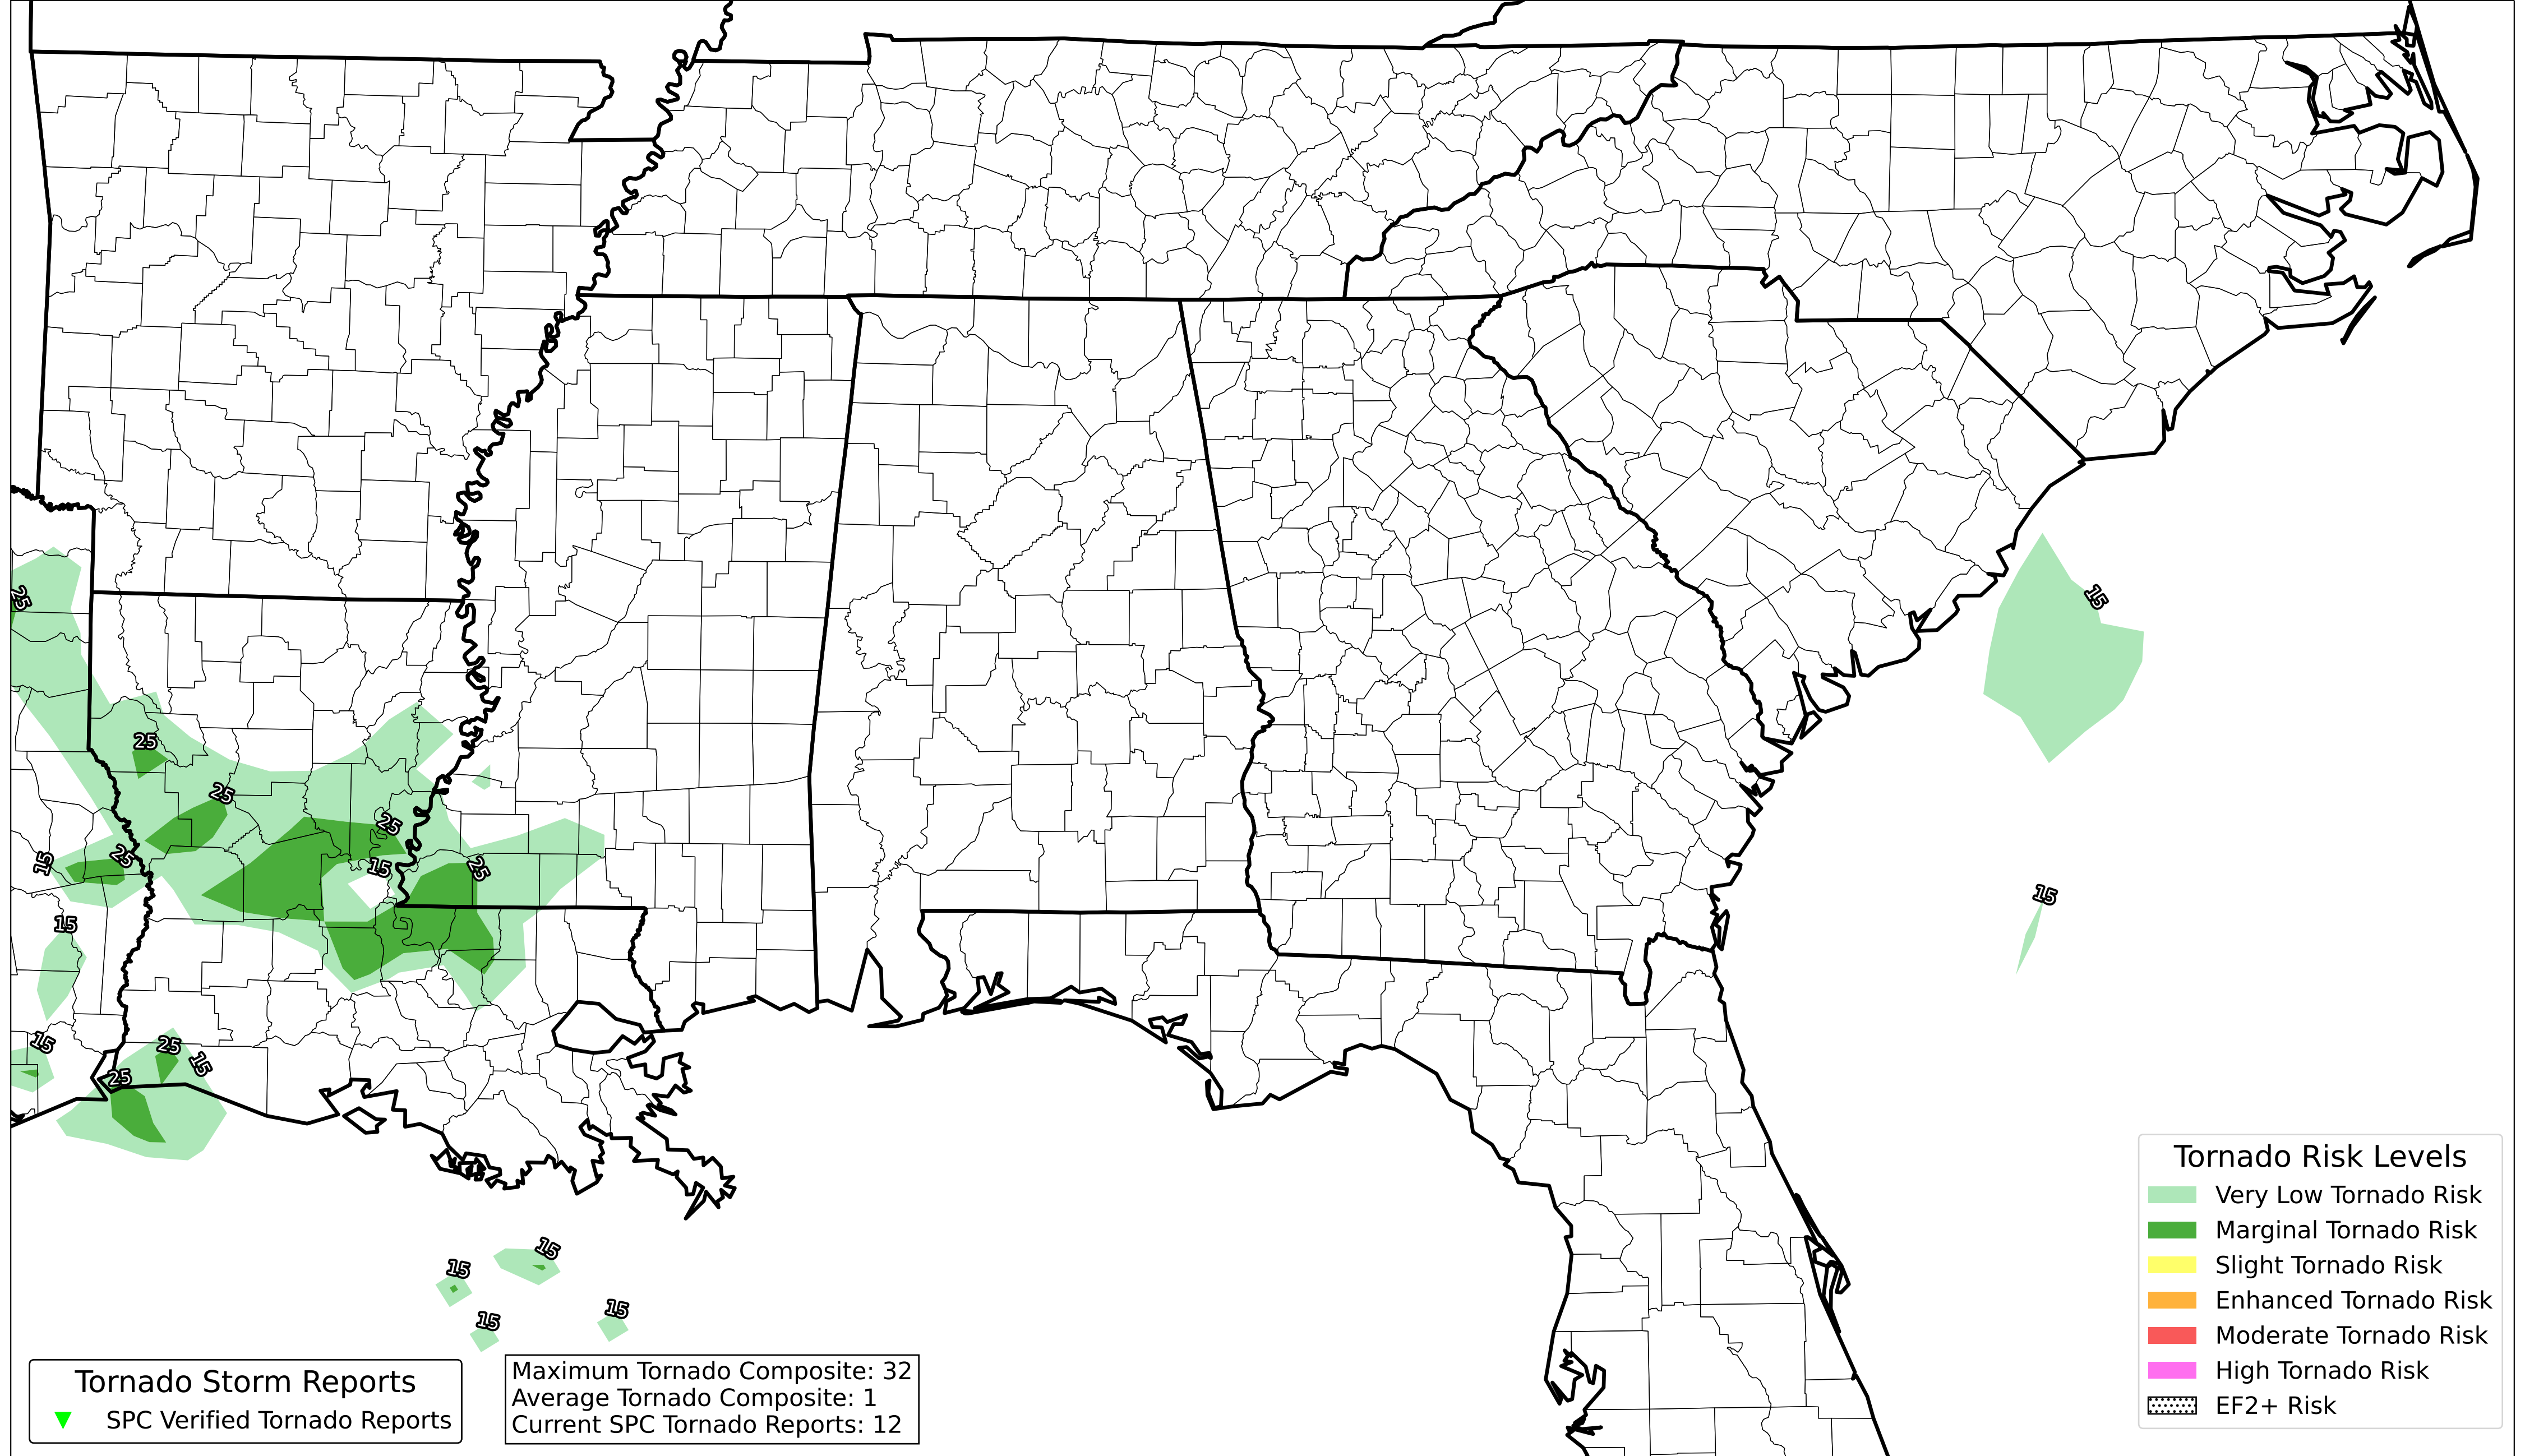 25
15
25
25
25
15
25
15
25
15
15
15
25
15
25
15
15
15
15
Tornado Risk Levels
Very Low Tornado Risk
Marginal Tornado Risk
Slight Tornado Risk
Enhanced Tornado Risk
Moderate Tornado Risk
High Tornado Risk
EF2+ Risk
Tornado Storm Reports
SPC Verified Tornado Reports
Maximum Tornado Composite: 32
Average Tornado Composite: 1
Current SPC Tornado Reports: 12